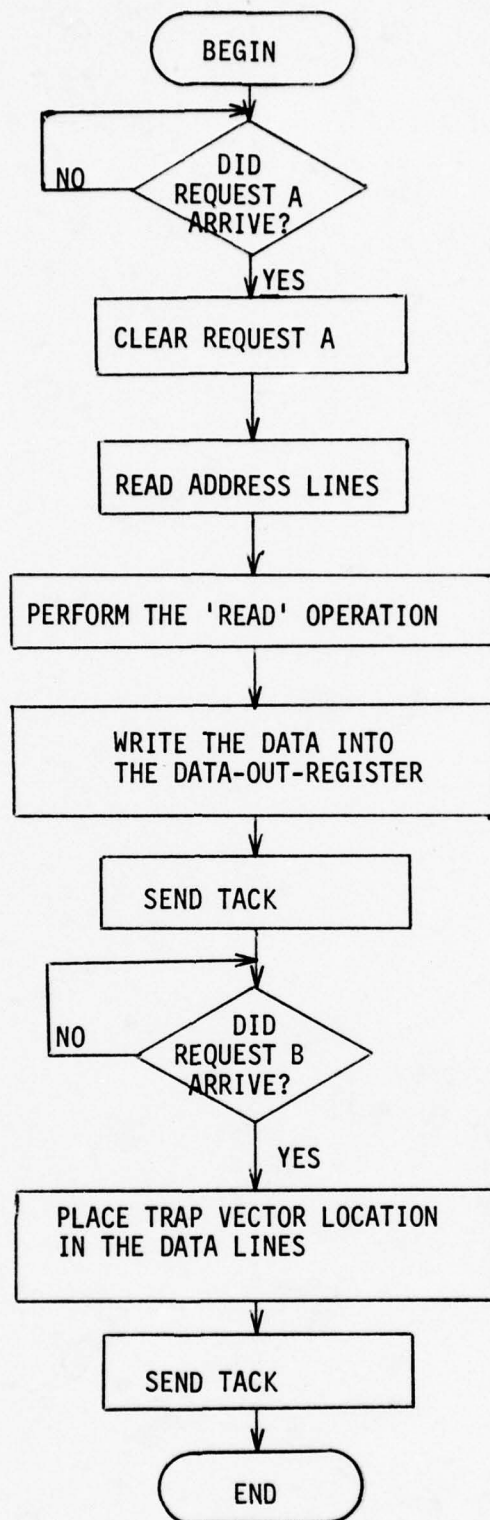 BEGIN
DID
REQUEST A
ARRIVE?
NO
YES
CLEAR REQUEST A
READ ADDRESS LINES
PERFORM THE 'READ' OPERATION
WRITE THE DATA INTO
THE DATA-OUT-REGISTER
SEND TACK
DID
REQUEST B
ARRIVE?
NO
YES
PLACE TRAP VECTOR LOCATION
IN THE DATA LINES
SEND TACK
END